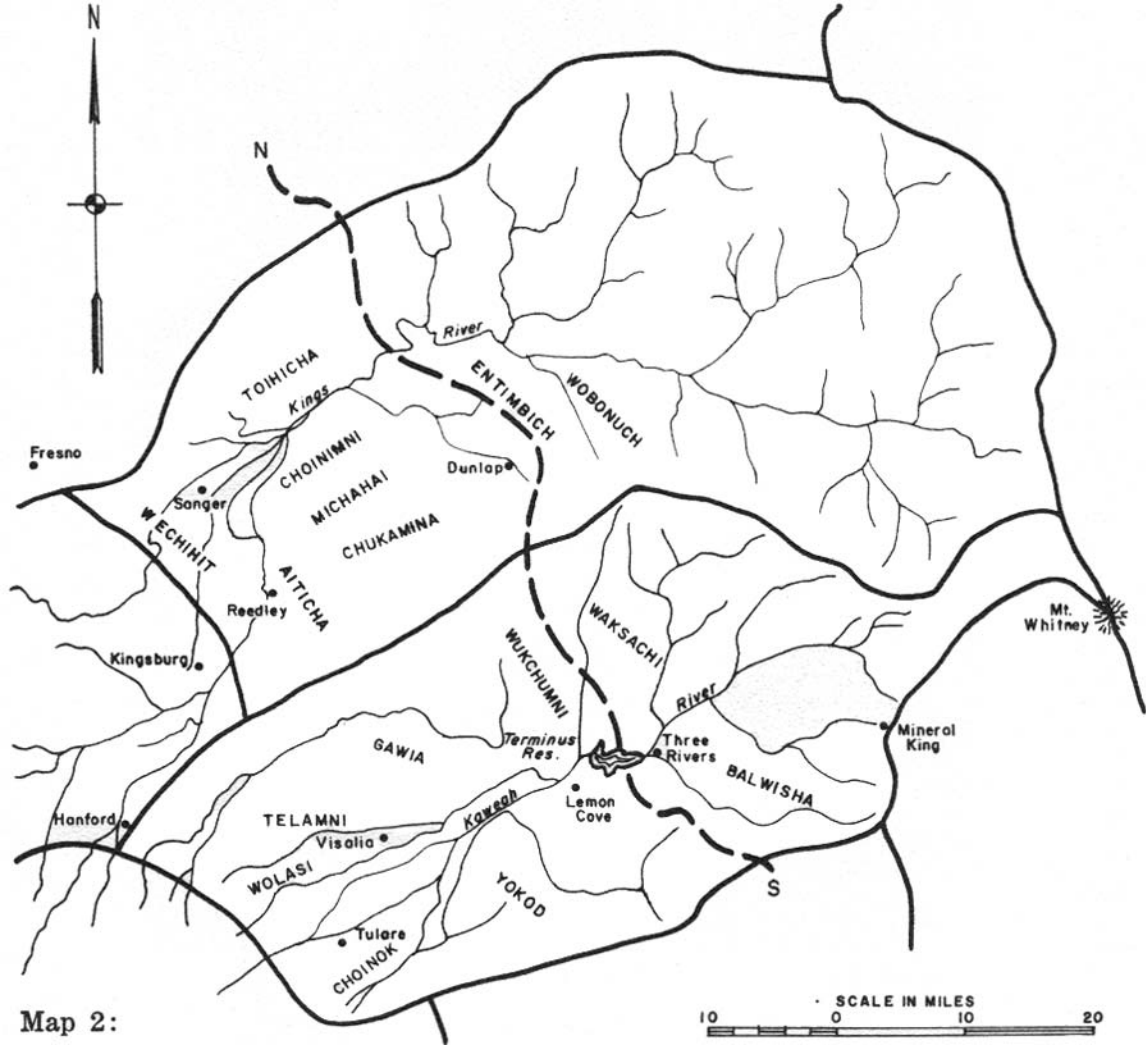 N
N
River
TOIHICHA
ENTIMBICH
WOBONUCH
Kings
Fresno
CHOINIMNI
Dunlap
Sanger
MICHAHAI
WECHIHIT
CHUKAMINA
AITICHA
Reedley
Mt.
Whitney
WAKSACHI
WUKCHUMNI
Kingsburg
River
Mineral
King
GAWIA
Terminus
Res.
Three
Rivers
BALWISHA
Lemon
Cove
Kaweah
Hanford
TELAMNI
Visalia
WOLASI
YOKOD
S
Tulare
CHOINOK
Map 2:
SCALE IN MILES
10 0 10 20